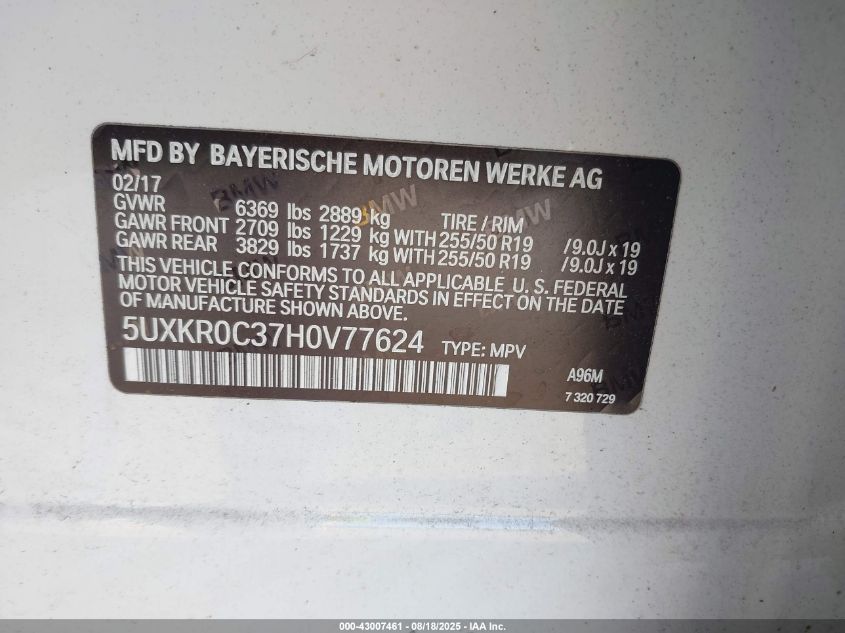 MFD BY BAYERISCHE MOTOREN WERKE AG
02/17
GVWR 6369 lbs 2889 kg TIRE / RIM
GAWR FRONT 2709 lbs 1229 kg WITH 255/50 R19 /9.0J x 19
GAWR REAR 3829 lbs 1737 kg WITH 255/50 R19 /9.0J x 19
THIS VEHICLE CONFORMS TO ALL APPLICABLE U. S. FEDERAL
MOTOR VEHICLE SAFETY STANDARDS IN EFFECT ON THE DATE
OF MANUFACTURE SHOWN ABOVE.
5UXKR0C37H0V77624 TYPE: MPV
A96M
7 320 729
000-43007461 - 08/18/2025 - IAA Inc.